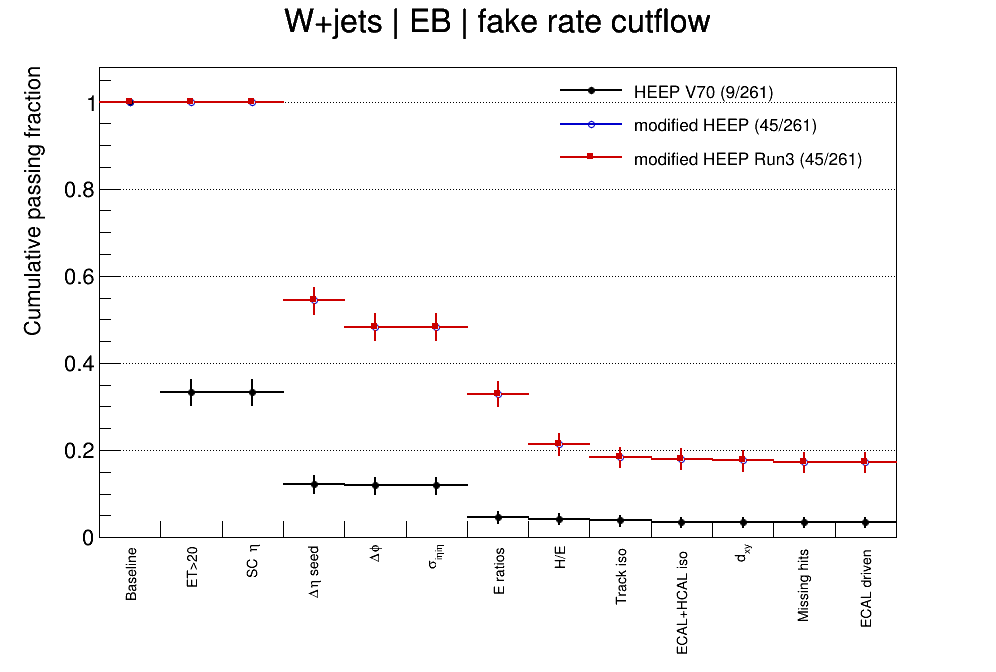 W+jets | EB | fake rate cutflow
Cumulative passing fraction
1
0.8
0.6
0.4
0.2
0
HEEP V70 (9/261)
modified HEEP (45/261)
modified HEEP Run3 (45/261)
Baseline
ET>20
SC η
Δη seed
Δϕ
σiηiη
E ratios
H/E
Track iso
ECAL+HCAL iso
dxy
Missing hits
ECAL driven